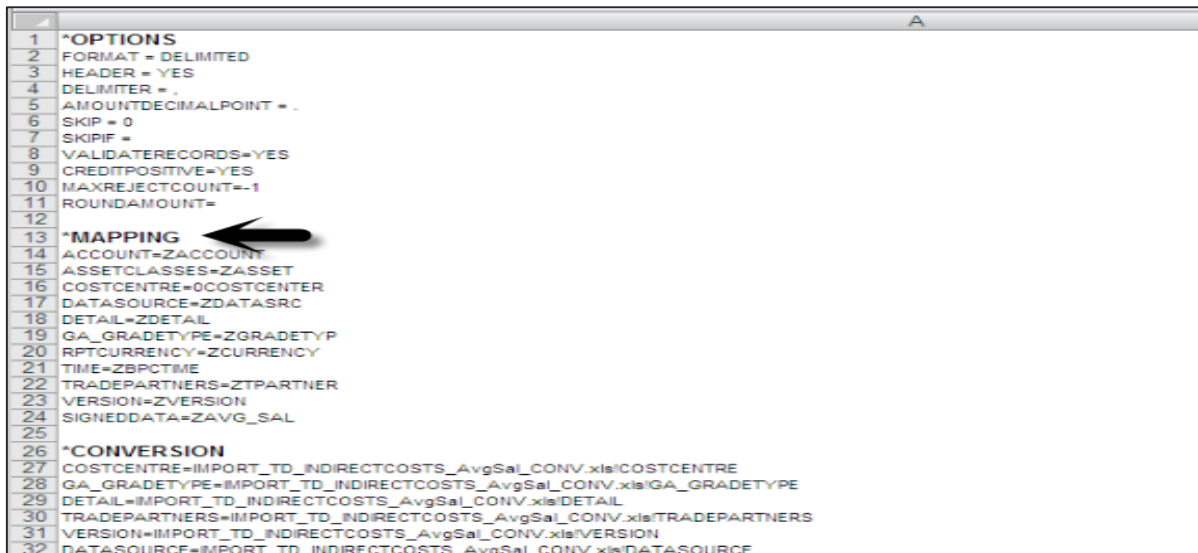 A
1 *OPTIONS
2 FORMAT = DELIMITED
3 HEADER = YES
4 DELIMITER = ,
5 AMOUNTDECIMALPOINT = .
6 SKIP = 0
7 SKIPIF =
8 VALIDATERECORDS=YES
9 CREDITPOSITIVE=YES
10 MAXREJECTCOUNT=-1
11 ROUNDAMOUNT=
12
13 *MAPPING
14 ACCOUNT=ZACCOUNT
15 ASSETCLASSES=ZASSET
16 COSTCENTRE=0COSTCENTER
17 DATASOURCE=ZDATASRC
18 DETAIL=ZDETAIL
19 GA_GRADETYPE=ZGRADETYP
20 RPTCURRENCY=ZCURRENCY
21 TIME=ZBPCTIME
22 TRADEPARTNERS=ZTPARTNER
23 VERSION=ZVERSION
24 SIGNEDDATA=ZAVG_SAL
25
26 *CONVERSION
27 COSTCENTRE=IMPORT_TD_INDIRECTCOSTS_AvgSal_CONV.xls!COSTCENTRE
28 GA_GRADETYPE=IMPORT_TD_INDIRECTCOSTS_AvgSal_CONV.xls!GA_GRADETYPE
29 DETAIL=IMPORT_TD_INDIRECTCOSTS_AvgSal_CONV.xls!DETAIL
30 TRADEPARTNERS=IMPORT_TD_INDIRECTCOSTS_AvgSal_CONV.xls!TRADEPARTNERS
31 VERSION=IMPORT_TD_INDIRECTCOSTS_AvgSal_CONV.xls!VERSION
32 DATASOURCE=IMPORT_TD_INDIRECTCOSTS_AvgSal_CONV.xls!DATASOURCE